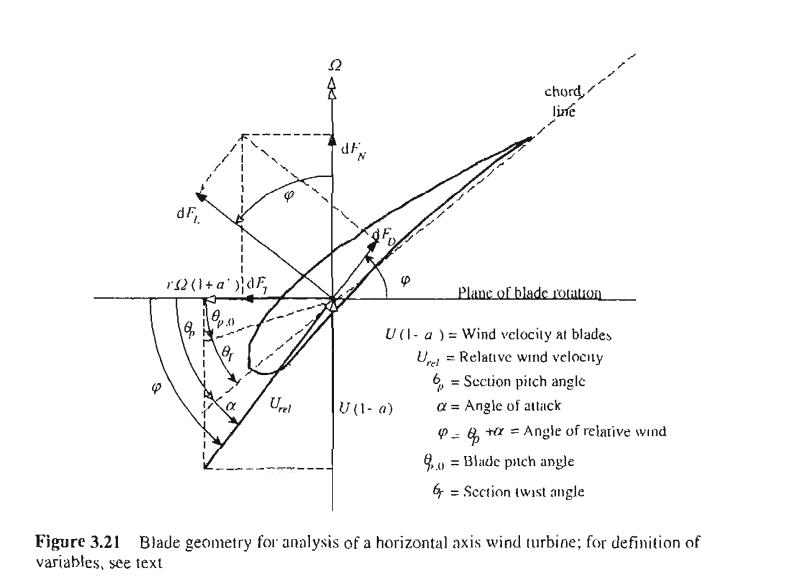 Ω
chord
line
dF_N
φ
dF_L
dF_D
φ
rΩ(1+a') dF_T
Plane of blade rotation
θ_p θ_p,0
θ_T
U(1- a ) = Wind velocity at blades
U_rel = Relative wind velocity
θ_p = Section pitch angle
φ
α
U_rel
U(1- a)
α = Angle of attack
φ = θ_p +α = Angle of relative wind
θ_p,0 = Blade pitch angle
θ_T = Section twist angle
Figure 3.21 Blade geometry for analysis of a horizontal axis wind turbine; for definition of
variables, see text